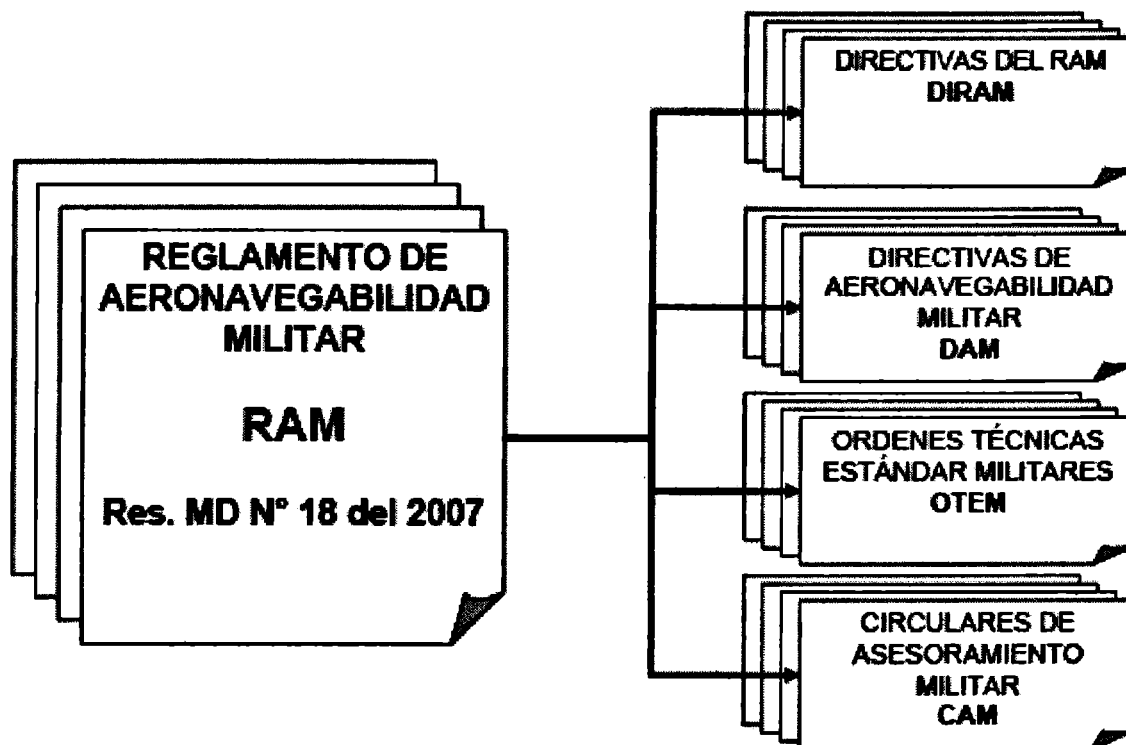 REGLAMENTO DE
AERONAVEGABILIDAD
MILITAR
RAM
Res. MD N° 18 del 2007
DIRECTIVAS DEL RAM
DIRAM
DIRECTIVAS DE
AERONAVEGABILIDAD
MILITAR
DAM
ORDENES TÉCNICAS
ESTÁNDAR MILITARES
OTEM
CIRCULARES DE
ASESORAMIENTO
MILITAR
CAM